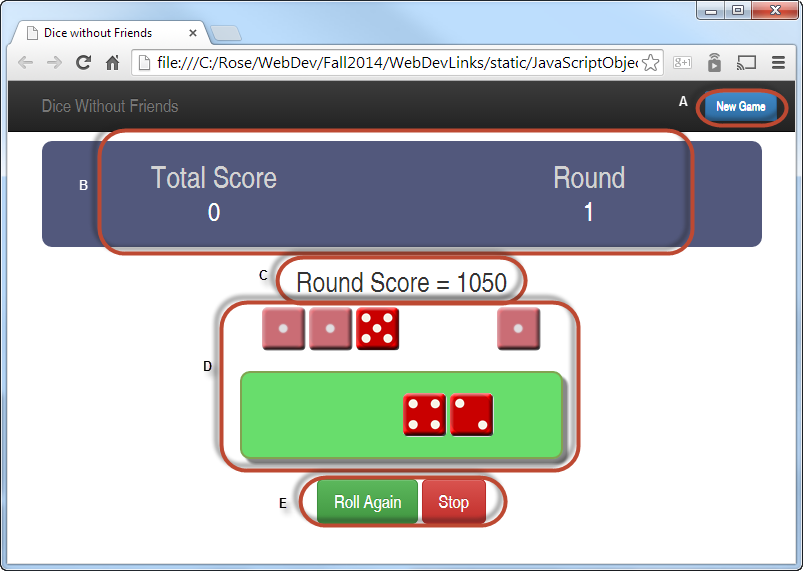 Dice without Friends
file:///C:/Rose/WebDev/Fall2014/WebDevLinks/static/JavaScriptObje
Dice Without Friends
A
New Game
B
Total Score
Round
0
1
C
Round Score = 1050
D
E
Roll Again
Stop